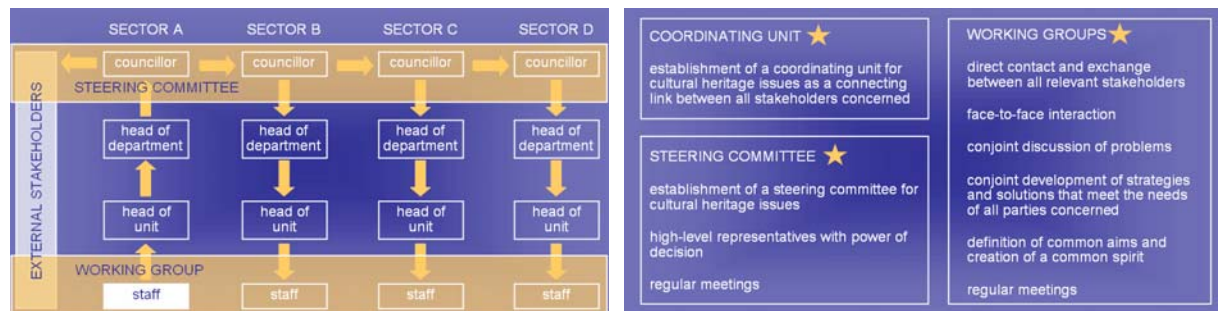 SECTOR A SECTOR B SECTOR C SECTOR D
councillor councillor councillor councillor
STEERING COMMITTEE
EXTERNAL STAKEHOLDERS
head of head of head of head of
department department department department
head of head of head of head of
unit unit unit unit
WORKING GROUP
staff staff staff staff
COORDINATING UNIT
establishment of a coordinating unit for
cultural heritage issues as a connecting
link between all stakeholders concerned
STEERING COMMITTEE
establishment of a steering committee for
cultural heritage issues
high-level representatives with power of
decision
regular meetings
WORKING GROUPS
direct contact and exchange
between all relevant stakeholders
face-to-face interaction
conjoint discussion of problems
conjoint development of strategies
and solutions that meet the needs
of all parties concerned
definition of common aims and
creation of a common spirit
regular meetings